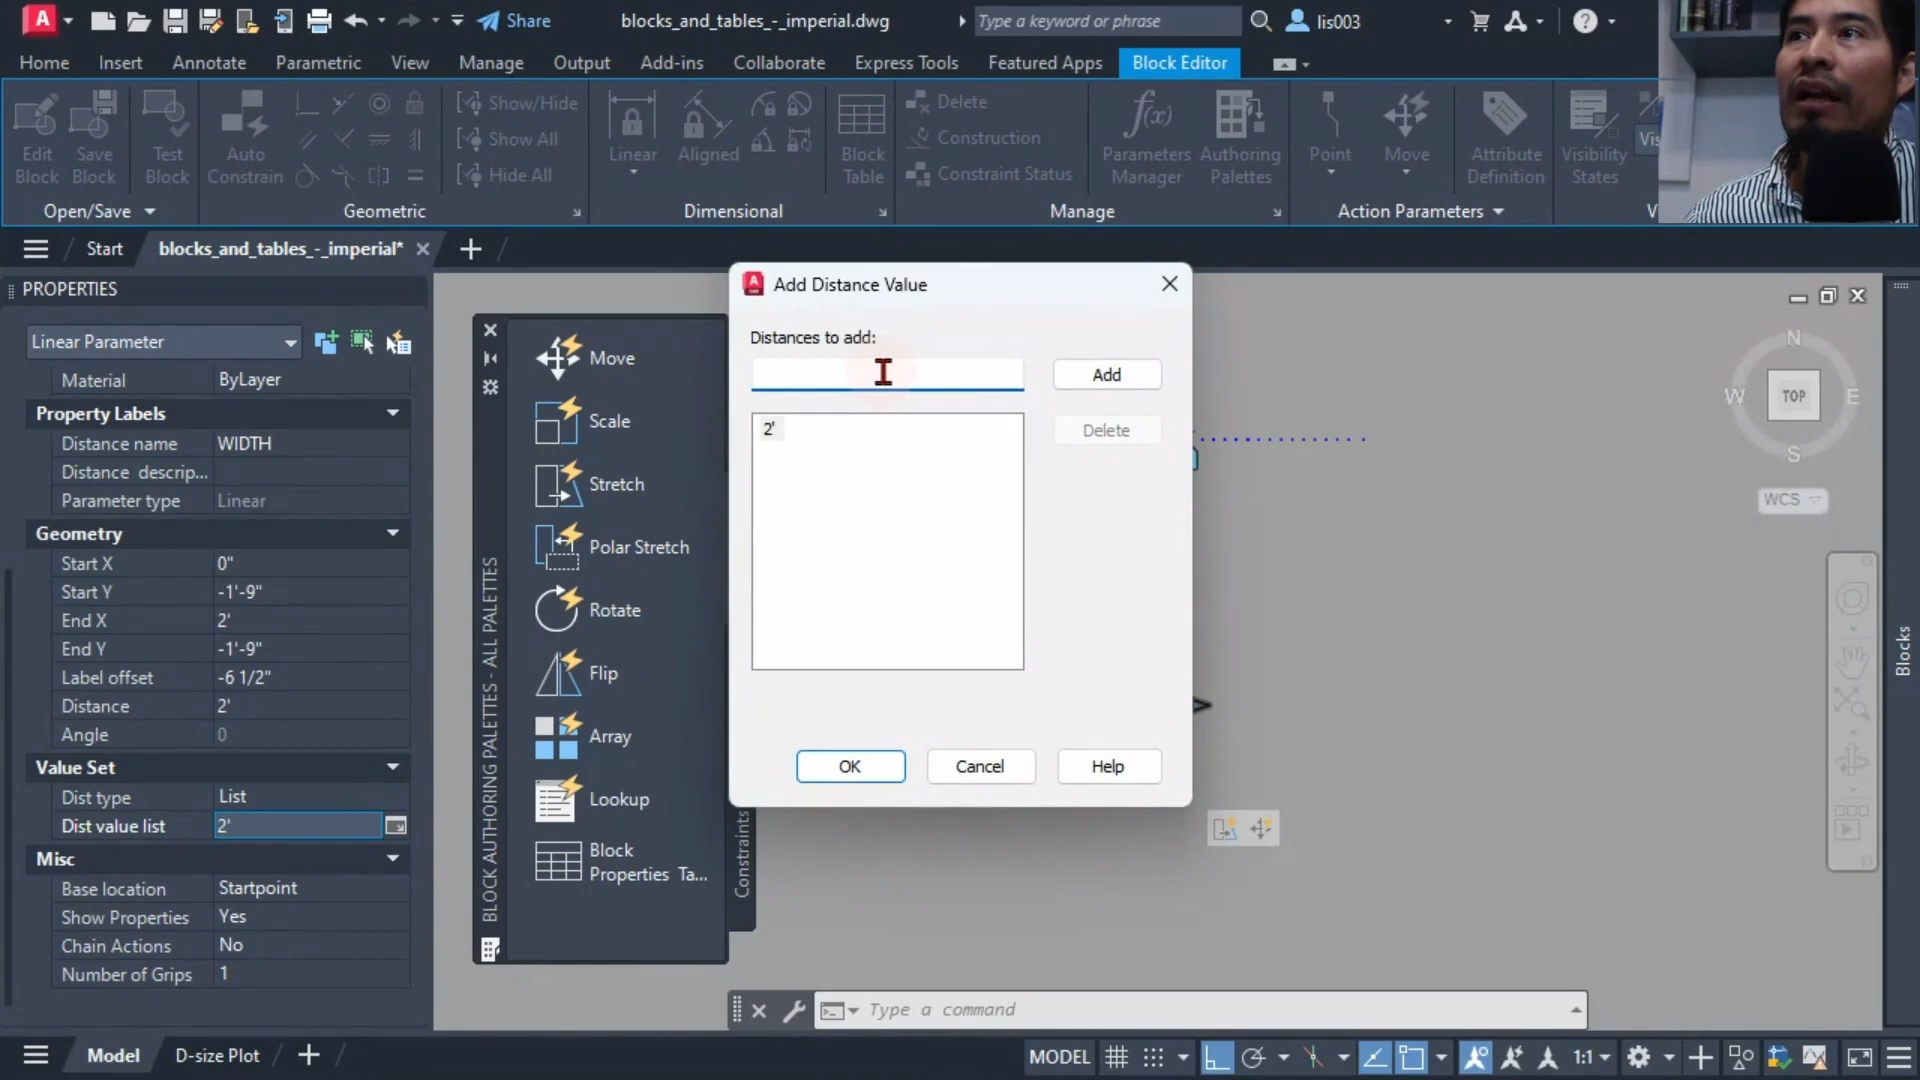 A
Share
blocks_and_tables_-_imperial.dwg
Type a keyword or phrase
lis003
?
Home
Insert
Annotate
Parametric
View
Manage
Output
Add-ins
Collaborate
Express Tools
Featured Apps
Block Editor
Edit Block
Save Block
Test Block
Auto Constrain
Show/Hide
Show All
Hide All
Linear
Aligned
Block Table
Delete
Construction
Constraint Status
f(x)
Parameters Manager
Authoring Palettes
Point
Move
Attribute Definition
Visibility States
Vis
Open/Save
Geometric
Dimensional
Manage
Action Parameters
V
Start
blocks_and_tables_-_imperial*
PROPERTIES
Linear Parameter
Material ByLayer
Property Labels
Distance name WIDTH
Distance descrip...
Parameter type Linear
Geometry
Start X 0"
Start Y -1'-9"
End X 2'
End Y -1'-9"
Label offset -6 1/2"
Distance 2'
Angle 0
Value Set
Dist type List
Dist value list 2'
Misc
Base location Startpoint
Show Properties Yes
Chain Actions No
Number of Grips 1
BLOCK AUTHORING PALETTES - ALL PALETTES
Move
Scale
Stretch
Polar Stretch
Rotate
Flip
Array
Lookup
Block
Properties Ta...
Constraints
Add Distance Value
Distances to add:
Add
2'
Delete
OK
Cancel
Help
N
W
TOP
E
S
WCS
Blocks
Type a command
Model
D-size Plot
MODEL
1:1